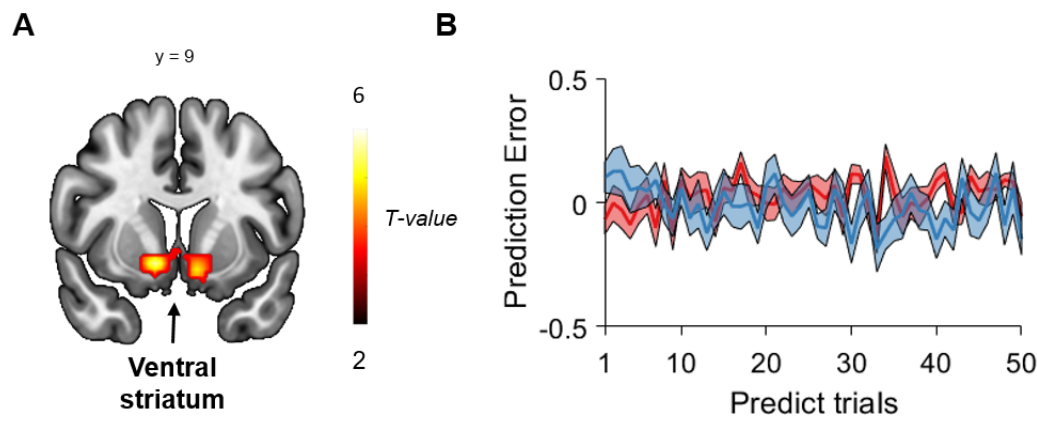 A
y = 9
6
T-value
2
Ventral
striatum
B
Prediction Error
0.5
0
-0.5
1 10 20 30 40 50
Predict trials